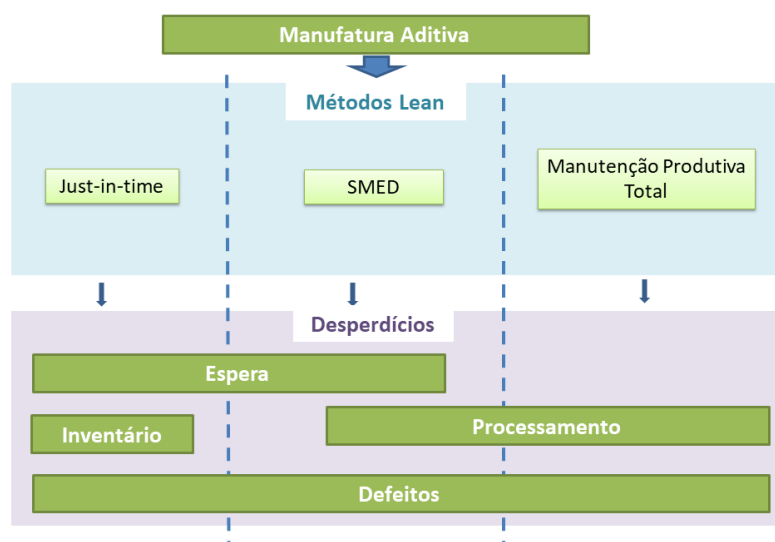 Manufatura Aditiva
Métodos Lean
Just-in-time
SMED
Manutenção Produtiva
Total
Desperdícios
Espera
Inventário
Processamento
Defeitos